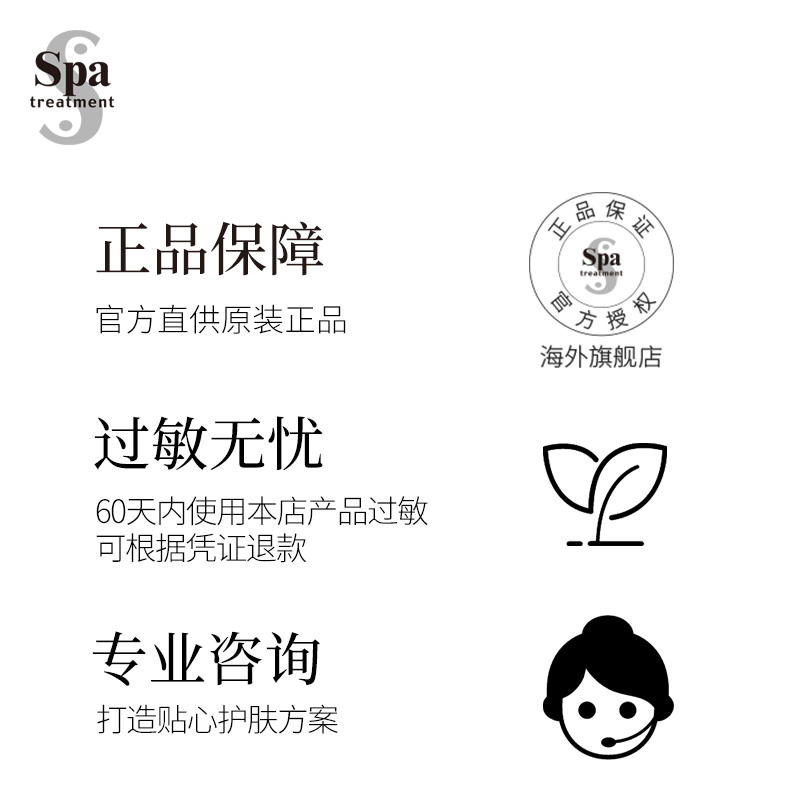 Spa
treatment
正品保障
官方直供原装正品
正品保证
Spa
treatment
官方授权
海外旗舰店
过敏无忧
60天内使用本店产品过敏
可根据凭证退款
专业咨询
打造贴心护肤方案